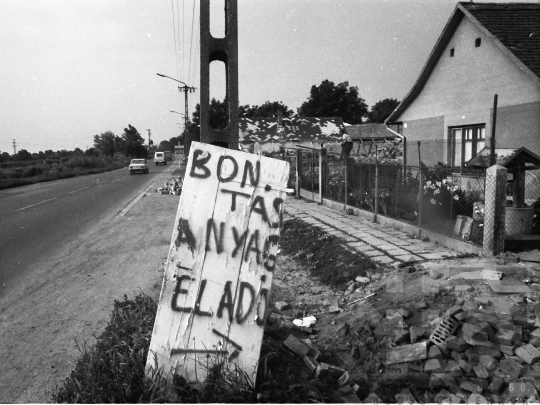 BON.
TÁS
ANYAG
ELADÓ